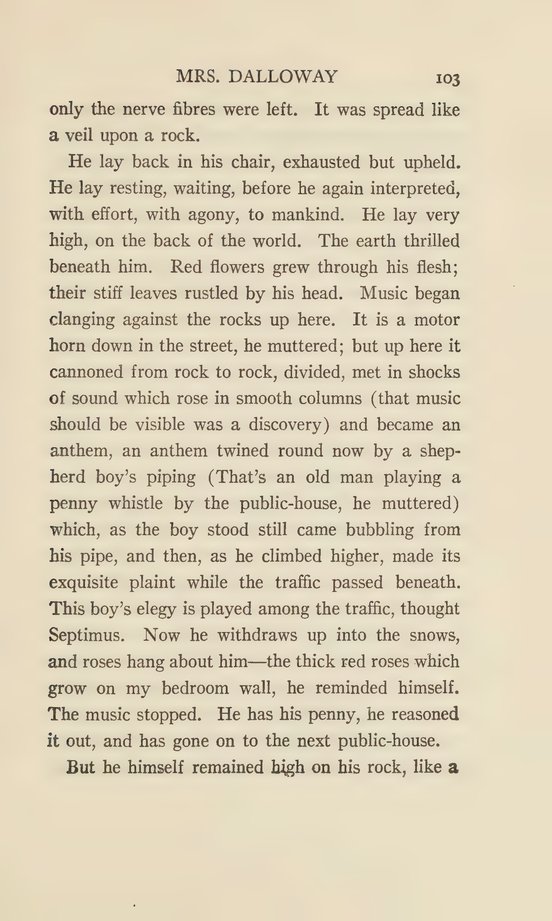 MRS. DALLOWAY 103
only the nerve fibres were left. It was spread like
a veil upon a rock.
He lay back in his chair, exhausted but upheld.
He lay resting, waiting, before he again interpreted,
with effort, with agony, to mankind. He lay very
high, on the back of the world. The earth thrilled
beneath him. Red flowers grew through his flesh;
their stiff leaves rustled by his head. Music began
clanging against the rocks up here. It is a motor
horn down in the street, he muttered; but up here it
cannoned from rock to rock, divided, met in shocks
of sound which rose in smooth columns (that music
should be visible was a discovery) and became an
anthem, an anthem twined round now by a shep-
herd boy's piping (That's an old man playing a
penny whistle by the public-house, he muttered)
which, as the boy stood still came bubbling from
his pipe, and then, as he climbed higher, made its
exquisite plaint while the traffic passed beneath.
This boy's elegy is played among the traffic, thought
Septimus. Now he withdraws up into the snows,
and roses hang about him—the thick red roses which
grow on my bedroom wall, he reminded himself.
The music stopped. He has his penny, he reasoned
it out, and has gone on to the next public-house.
But he himself remained high on his rock, like a